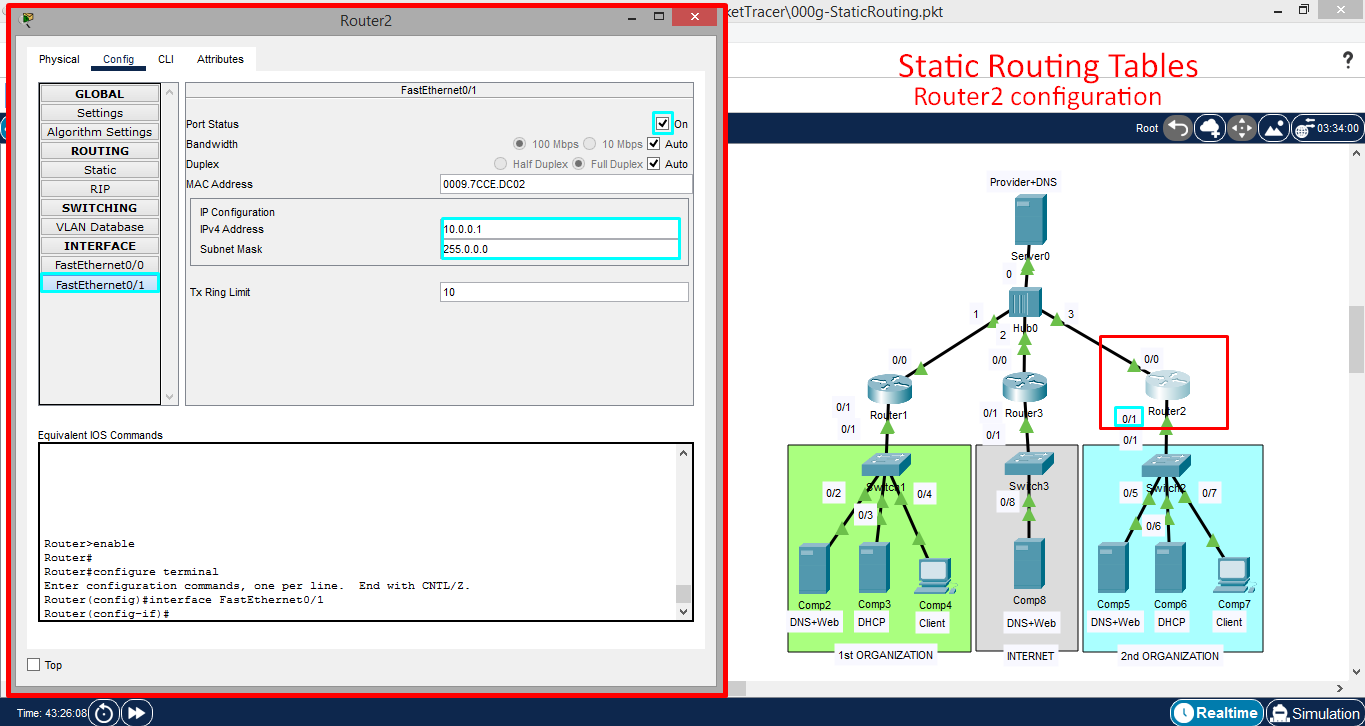 Router2
ketTracer\000g-StaticRouting.pkt
Physical Config CLI Attributes
GLOBAL
Settings
Algorithm Settings
ROUTING
Static
RIP
SWITCHING
VLAN Database
INTERFACE
FastEthernet0/0
FastEthernet0/1
FastEthernet0/1
Port Status On
Bandwidth 100 Mbps 10 Mbps Auto
Duplex Half Duplex Full Duplex Auto
MAC Address 0009.7CCE.DC02
IP Configuration
IPv4 Address 10.0.0.1
Subnet Mask 255.0.0.0
Tx Ring Limit 10
Equivalent IOS Commands
Router>enable
Router#
Router#configure terminal
Enter configuration commands, one per line. End with CNTL/Z.
Router(config)#interface FastEthernet0/1
Router(config-if)#
Top
Static Routing Tables
Router2 configuration
?
Root 03:34:00
Provider+DNS
Server0
0
Hub0
1 2 3
0/0 0/0 0/0
Router1 Router3 Router2
0/1 0/1 0/1
0/1 0/1 0/1
Switch1 Switch3 Switch2
0/2 0/3 0/4
0/8
0/5 0/6 0/7
Comp2 Comp3 Comp4 Comp8 Comp5 Comp6 Comp7
DNS+Web DHCP Client DNS+Web DNS+Web DHCP Client
1st ORGANIZATION INTERNET 2nd ORGANIZATION
Time: 43:26:08
Realtime Simulation